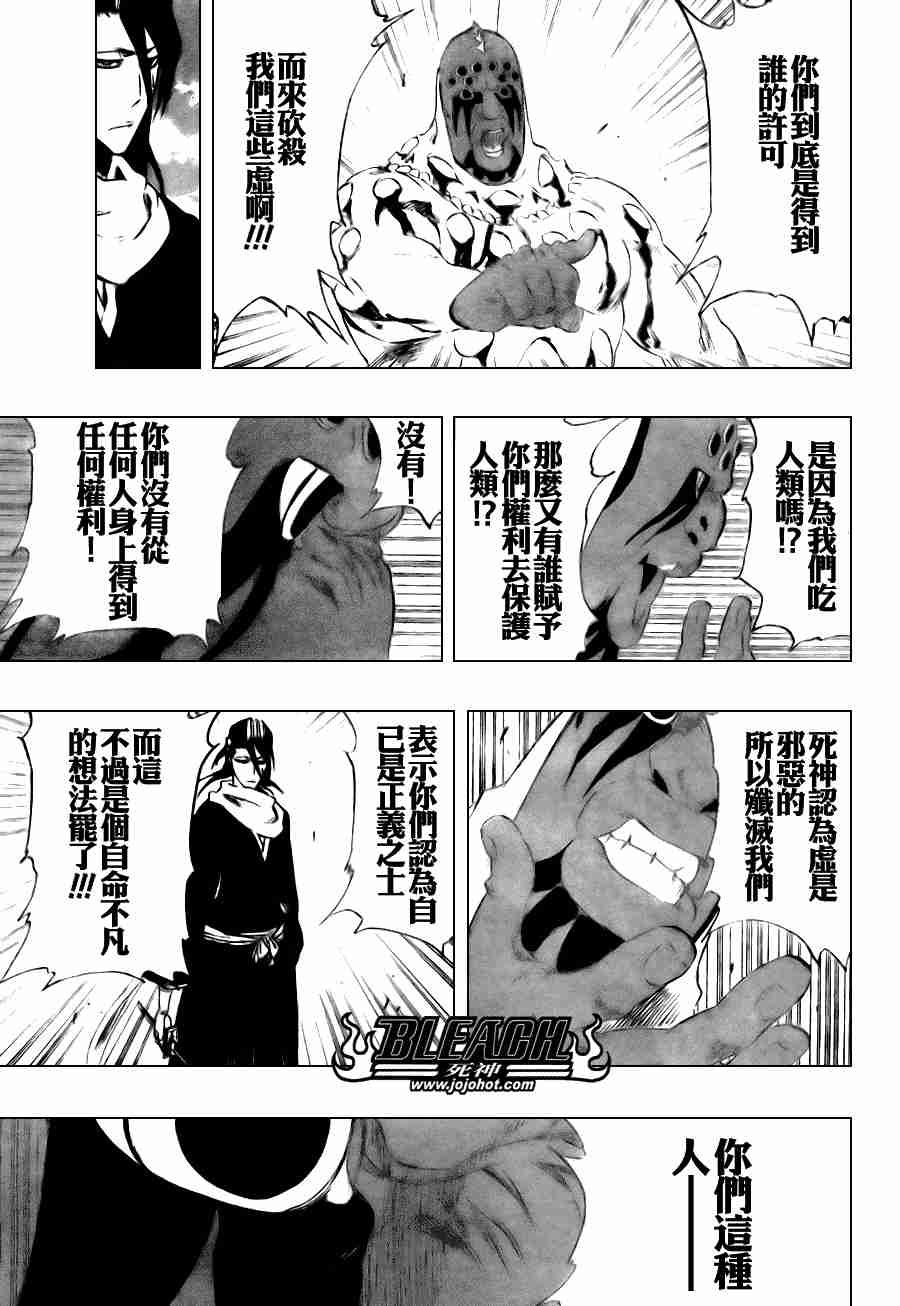 你們到底是得到
誰的許可
而來砍殺
我們這些虛啊!!!
是因為我們吃
人類嗎!?
那麼又有誰賦予
你們權利去保護
人類!?
沒有！
你們沒有從
任何人身上得到
任何權利！
死神認為虛是
邪惡的
所以殲滅我們
表示你們認為自
已是正義之士
而這
不過是個自命不凡
的想法罷了!!!
BLEACH
死神
www.jojohot.com
你們這種
人——